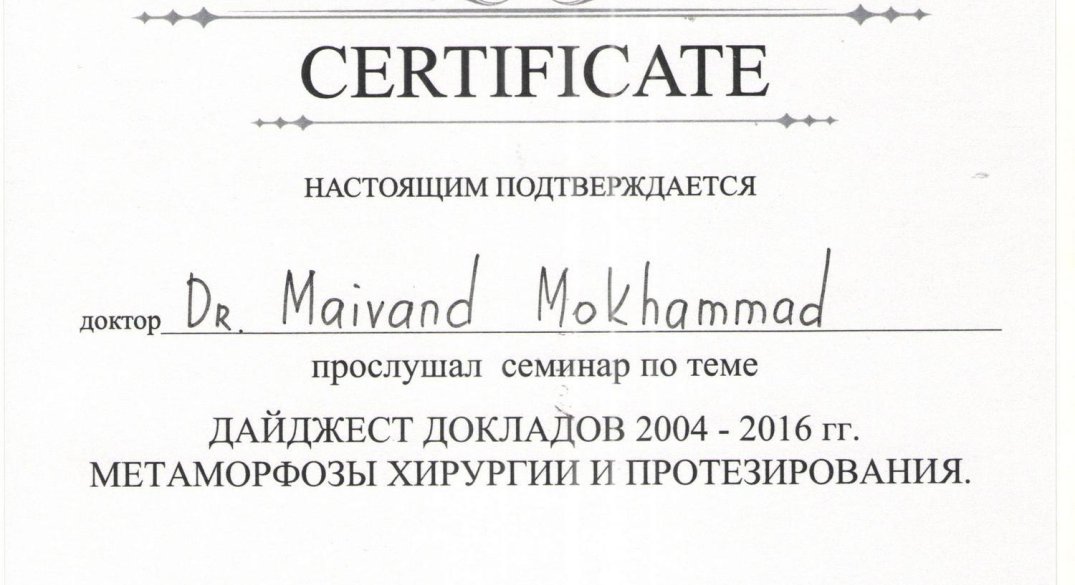 CERTIFICATE
НАСТОЯЩИМ ПОДТВЕРЖДАЕТСЯ
доктор Dr. Maivand Mokhammad
прослушал семинар по теме
ДАЙДЖЕСТ ДОКЛАДОВ 2004 - 2016 гг.
МЕТАМОРФОЗЫ ХИРУРГИИ И ПРОТЕЗИРОВАНИЯ.